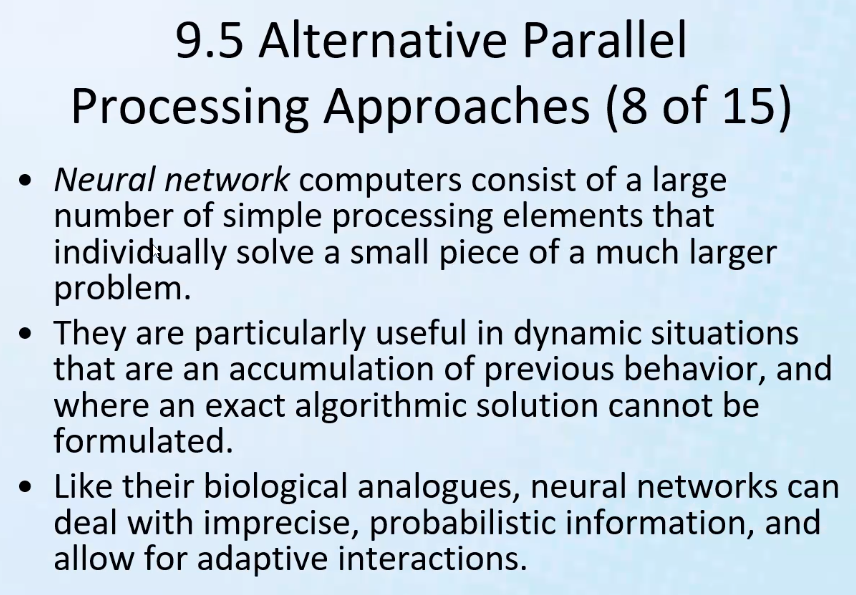 9.5 Alternative Parallel
Processing Approaches (8 of 15)
• Neural network computers consist of a large
number of simple processing elements that
individually solve a small piece of a much larger
problem.
• They are particularly useful in dynamic situations
that are an accumulation of previous behavior, and
where an exact algorithmic solution cannot be
formulated.
• Like their biological analogues, neural networks can
deal with imprecise, probabilistic information, and
allow for adaptive interactions.